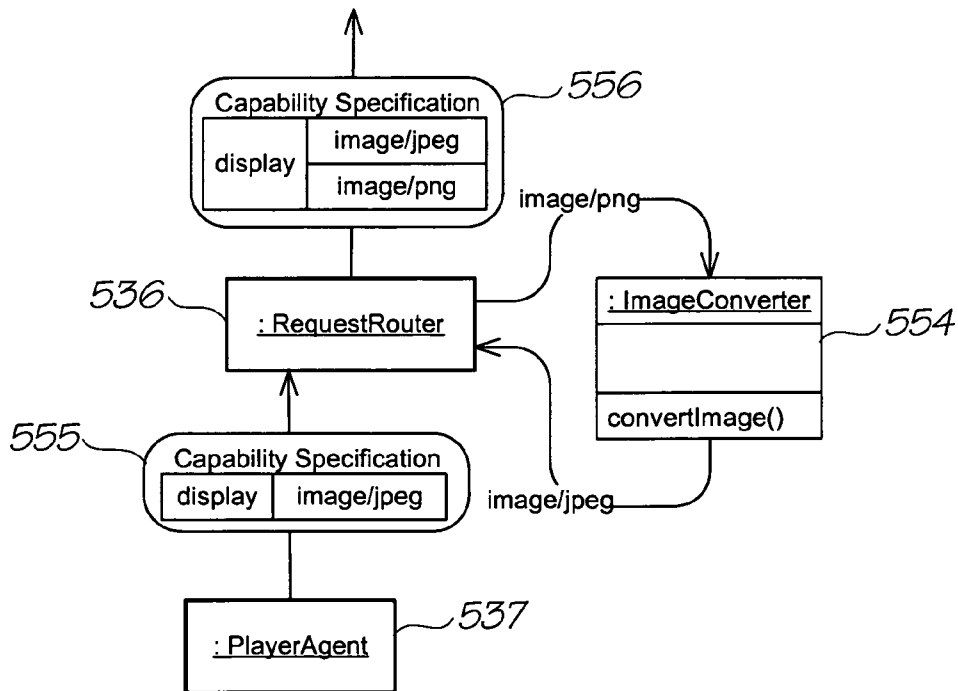 Capability Specification
556
display
image/jpeg
image/png
image/png
536
: RequestRouter
: ImageConverter
554
convertImage()
555
Capability Specification
display
image/jpeg
image/jpeg
537
: PlayerAgent